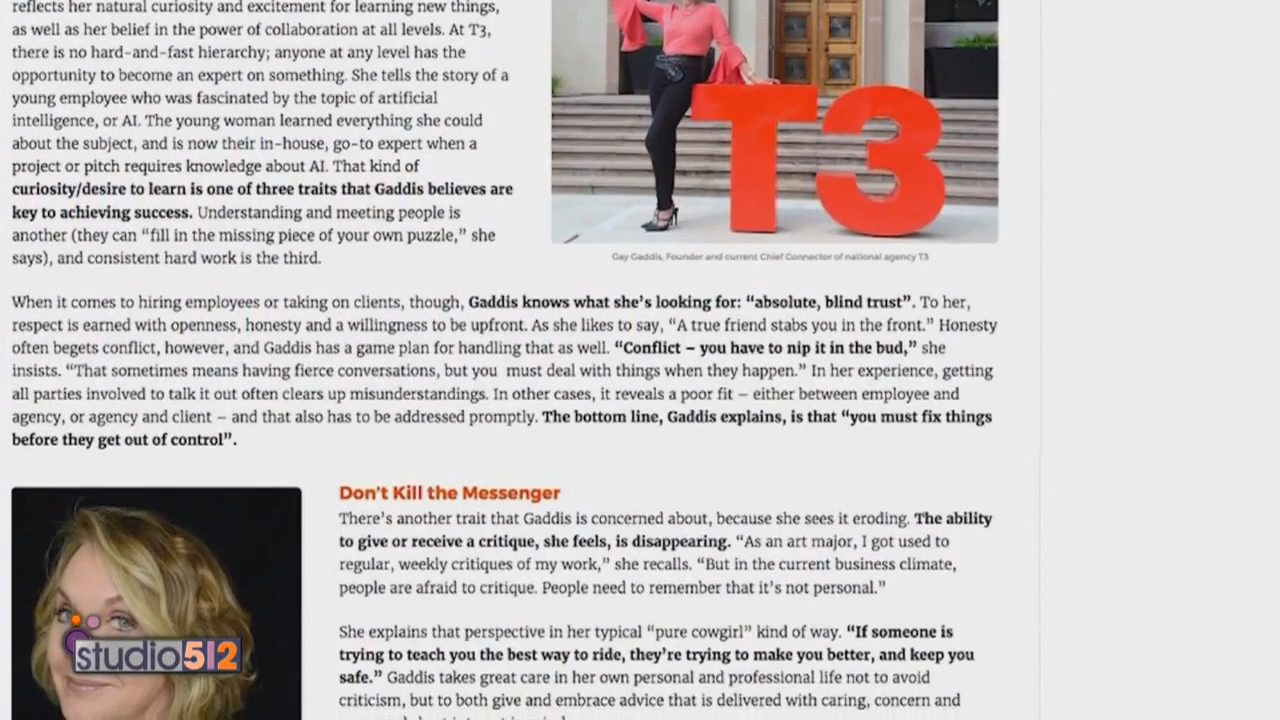 reflects her natural curiosity and excitement for learning new things,
as well as her belief in the power of collaboration at all levels. At T3,
there is no hard-and-fast hierarchy; anyone at any level has the
opportunity to become an expert on something. She tells the story of a
young employee who was fascinated by the topic of artificial
intelligence, or AI. The young woman learned everything she could
about the subject, and is now their in-house, go-to expert when a
project or pitch requires knowledge about AI. That kind of
curiosity/desire to learn is one of three traits that Gaddis believes are
key to achieving success. Understanding and meeting people is
another (they can “fill in the missing piece of your own puzzle,” she
says), and consistent hard work is the third.
T3
Gay Gaddis, Founder and current Chief Connector of national agency T3
When it comes to hiring employees or taking on clients, though, Gaddis knows what she’s looking for: “absolute, blind trust”. To her,
respect is earned with openness, honesty and a willingness to be upfront. As she likes to say, “A true friend stabs you in the front.” Honesty
often begets conflict, however, and Gaddis has a game plan for handling that as well. “Conflict – you have to nip it in the bud,” she
insists. “That sometimes means having fierce conversations, but you must deal with things when they happen.” In her experience, getting
all parties involved to talk it out often clears up misunderstandings. In other cases, it reveals a poor fit – either between employee and
agency, or agency and client – and that also has to be addressed promptly. The bottom line, Gaddis explains, is that “you must fix things
before they get out of control”.
Don’t Kill the Messenger
There’s another trait that Gaddis is concerned about, because she sees it eroding. The ability
to give or receive a critique, she feels, is disappearing. “As an art major, I got used to
regular, weekly critiques of my work,” she recalls. “But in the current business climate,
people are afraid to critique. People need to remember that it’s not personal.”
She explains that perspective in her typical “pure cowgirl” kind of way. “If someone is
trying to teach you the best way to ride, they’re trying to make you better, and keep you
safe.” Gaddis takes great care in her own personal and professional life not to avoid
criticism, but to both give and embrace advice that is delivered with caring, concern and
studio512